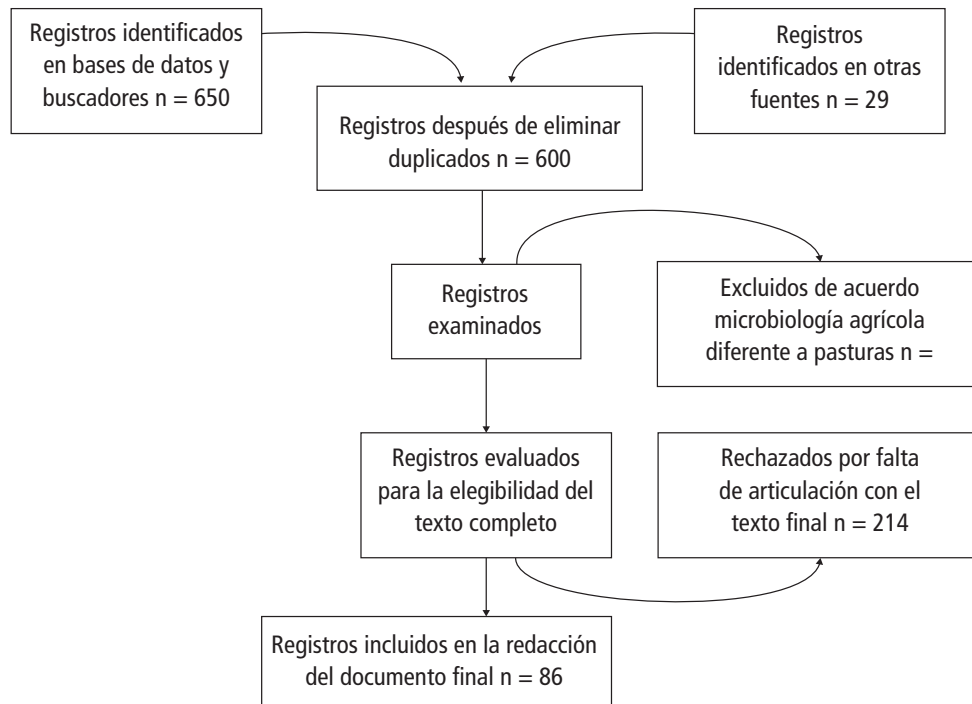 Registros identificados
en bases de datos y
buscadores n = 650
Registros
identificados en otras
fuentes n = 29
Registros después de eliminar
duplicados n = 600
Registros
examinados
Excluidos de acuerdo
microbiología agrícola
diferente a pasturas n =
Registros evaluados
para la elegibilidad del
texto completo
Rechazados por falta
de articulación con el
texto final n = 214
Registros incluidos en la redacción
del documento final n = 86